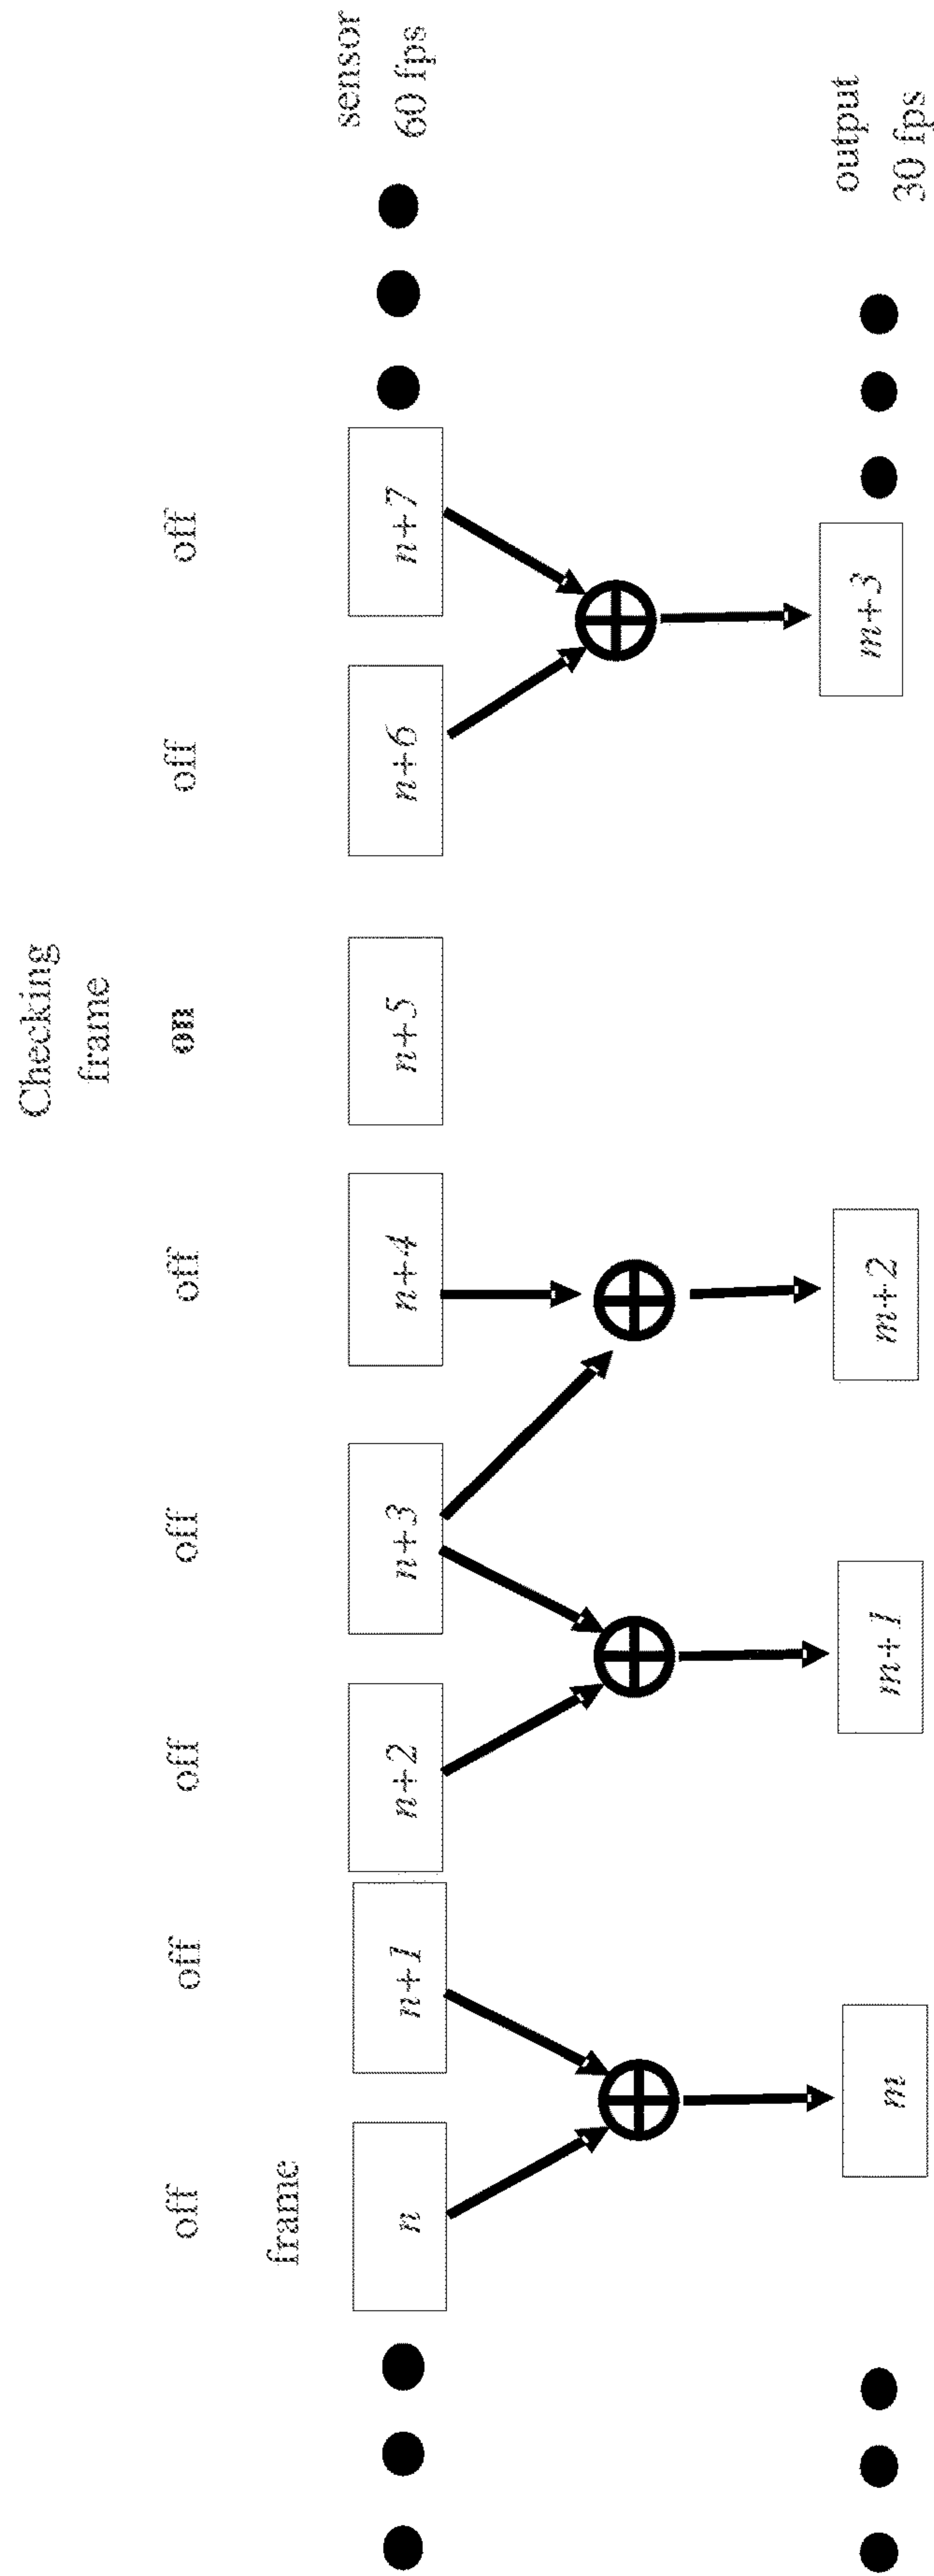 Checking
frame
off off off off off on off off
frame
n n+1 n+2 n+3 n+4 n+5 n+6 n+7
sensor
60 fps
m m+1 m+2 m+3
output
30 fps